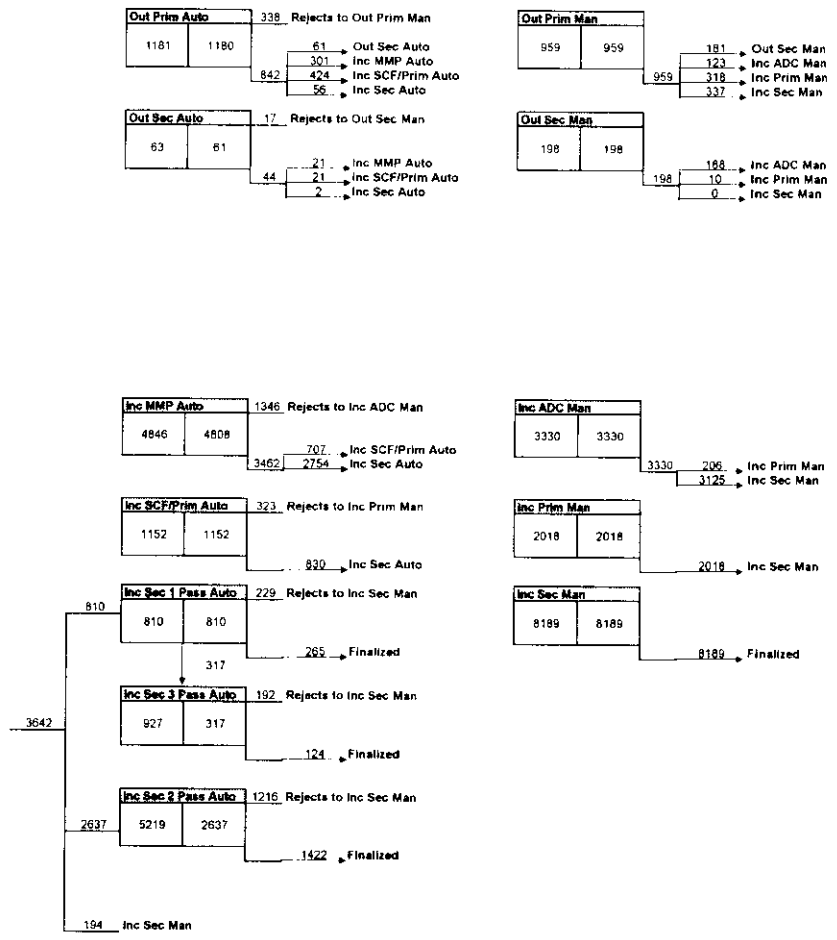 Out Prim Auto
338 Rejects to Out Prim Man
1181 1180
61 Out Sec Auto
301 Inc MMP Auto
842 424 Inc SCF/Prim Auto
56 Inc Sec Auto
Out Sec Auto
17 Rejects to Out Sec Man
63 61
21 Inc MMP Auto
44 21 Inc SCF/Prim Auto
2 Inc Sec Auto
Out Prim Man
959 959
181 Out Sec Man
123 Inc ADC Man
959 318 Inc Prim Man
337 Inc Sec Man
Out Sec Man
198 198
168 Inc ADC Man
198 10 Inc Prim Man
0 Inc Sec Man
Inc MMP Auto
1346 Rejects to Inc ADC Man
4846 4808
707 Inc SCF/Prim Auto
3462 2754 Inc Sec Auto
Inc SCF/Prim Auto
323 Rejects to Inc Prim Man
1152 1152
830 Inc Sec Auto
Inc Sec 1 Pass Auto
229 Rejects to Inc Sec Man
810
810 810
265 Finalized
317
Inc Sec 3 Pass Auto
192 Rejects to Inc Sec Man
3642
927 317
124 Finalized
Inc Sec 2 Pass Auto
1216 Rejects to Inc Sec Man
2637
5219 2637
1422 Finalized
194 Inc Sec Man
Inc ADC Man
3330 3330
3330 206 Inc Prim Man
3125 Inc Sec Man
Inc Prim Man
2018 2018
2018 Inc Sec Man
Inc Sec Man
8189 8189
8189 Finalized